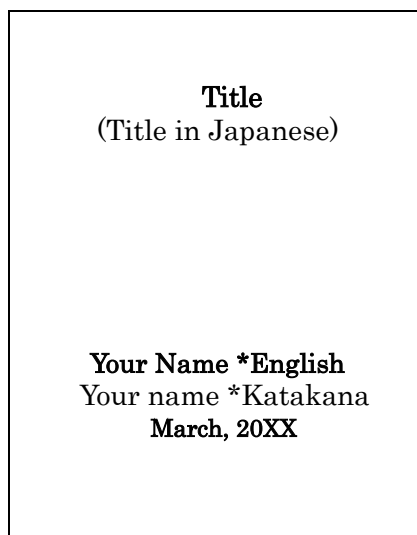 Title
(Title in Japanese)
Your Name *English
Your name *Katakana
March, 20XX